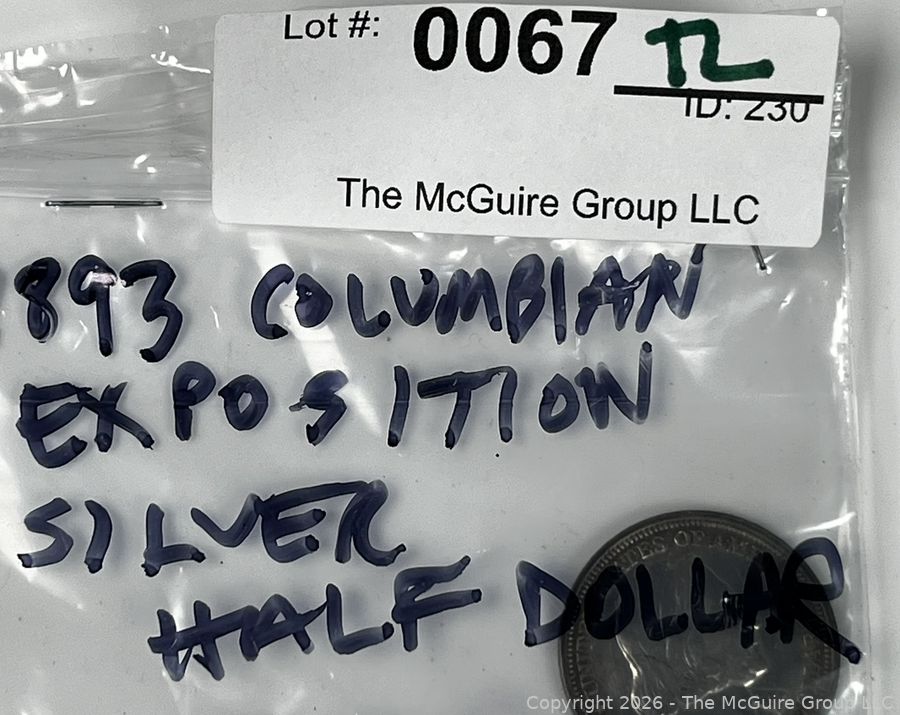 Lot #: 0067 TL
ID: 230
The McGuire Group LLC
893 COLUMBIAN
EXPOSITION
SILVER
HALF DOLLAR
Copyright 2026 - The McGuire Group LLC